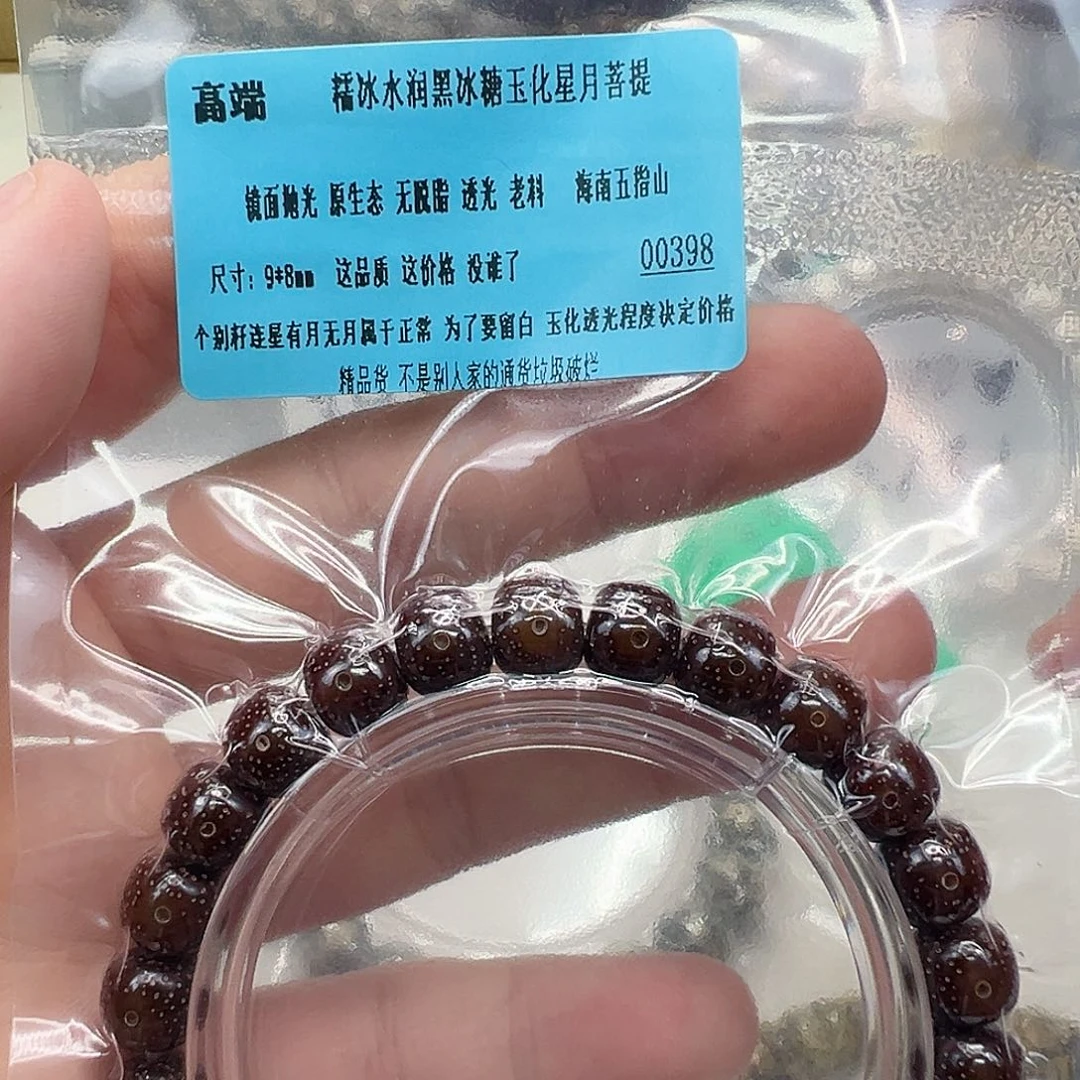 高端 糯冰水润黑冰糖玉化星月菩提
镜面抛光 原生态 无脱脂 透光 老料 海南五指山
尺寸：9*8mm 这品质 这价格 没谁了 00398
个别籽连星有月无月属于正常 为了要留白 玉化透光程度决定价格
精品货 不是别人家的通货垃圾破烂